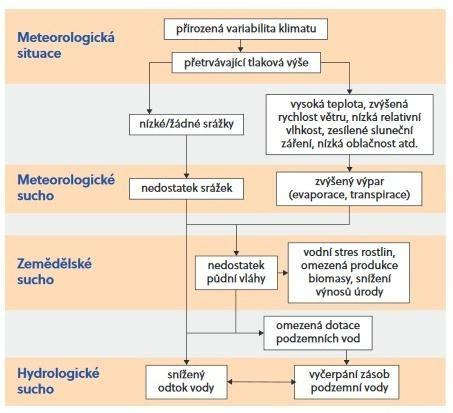 Meteorologická
situace
přirozená variabilita klimatu
přetrvávající tlaková výše
nízké/žádné srážky
vysoká teplota, zvýšená
rychlost větru, nízká relativní
vlhkost, zesílené sluneční
záření, nízká oblačnost atd.
Meteorologické
sucho
nedostatek srážek
zvýšený výpar
(evaporace, transpirace)
Zemědělské
sucho
nedostatek
půdní vláhy
vodní stres rostlin,
omezená produkce
biomasy, snížení
výnosů úrody
omezená dotace
podzemních vod
Hydrologické
sucho
snížený
odtok vody
vyčerpání zásob
podzemní vody